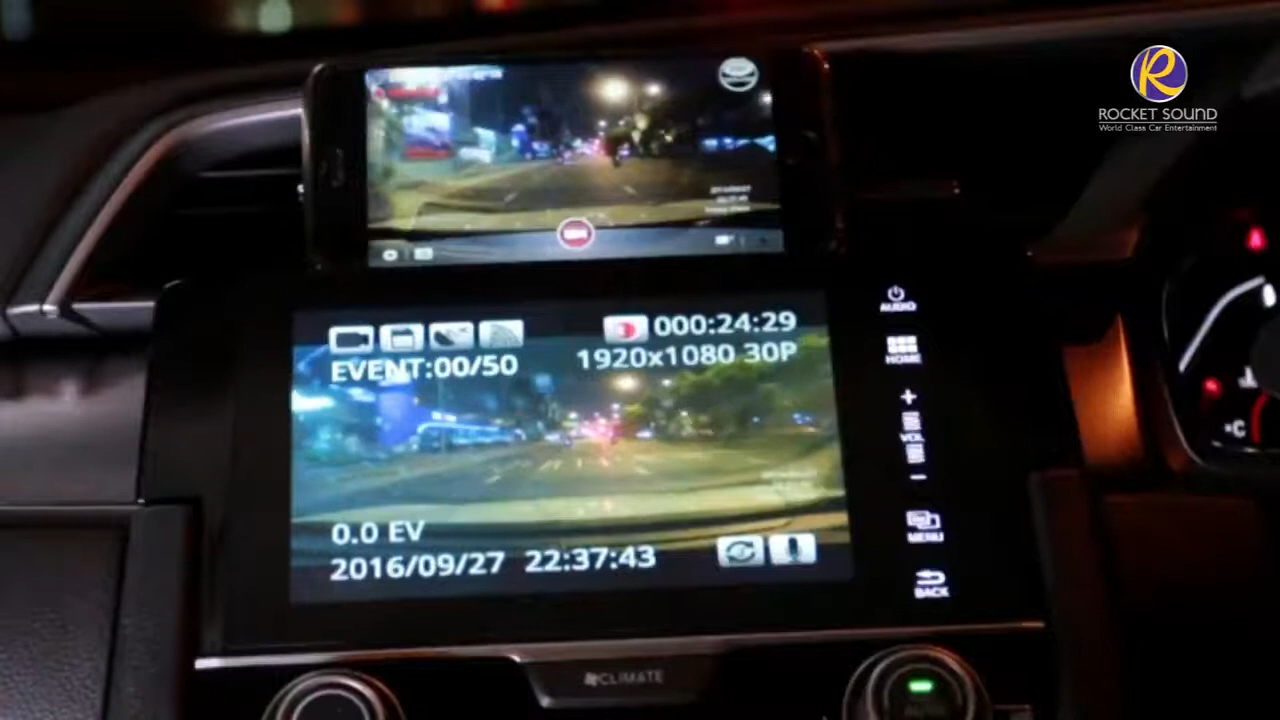 ROCKET SOUND
World Class Car Entertainment
000:24:29
EVENT:00/50
1920x1080 30P
0.0 EV
2016/09/27 22:37:43
AUDIO
HOME
+
VOL
−
MENU
BACK
CLIMATE
°C